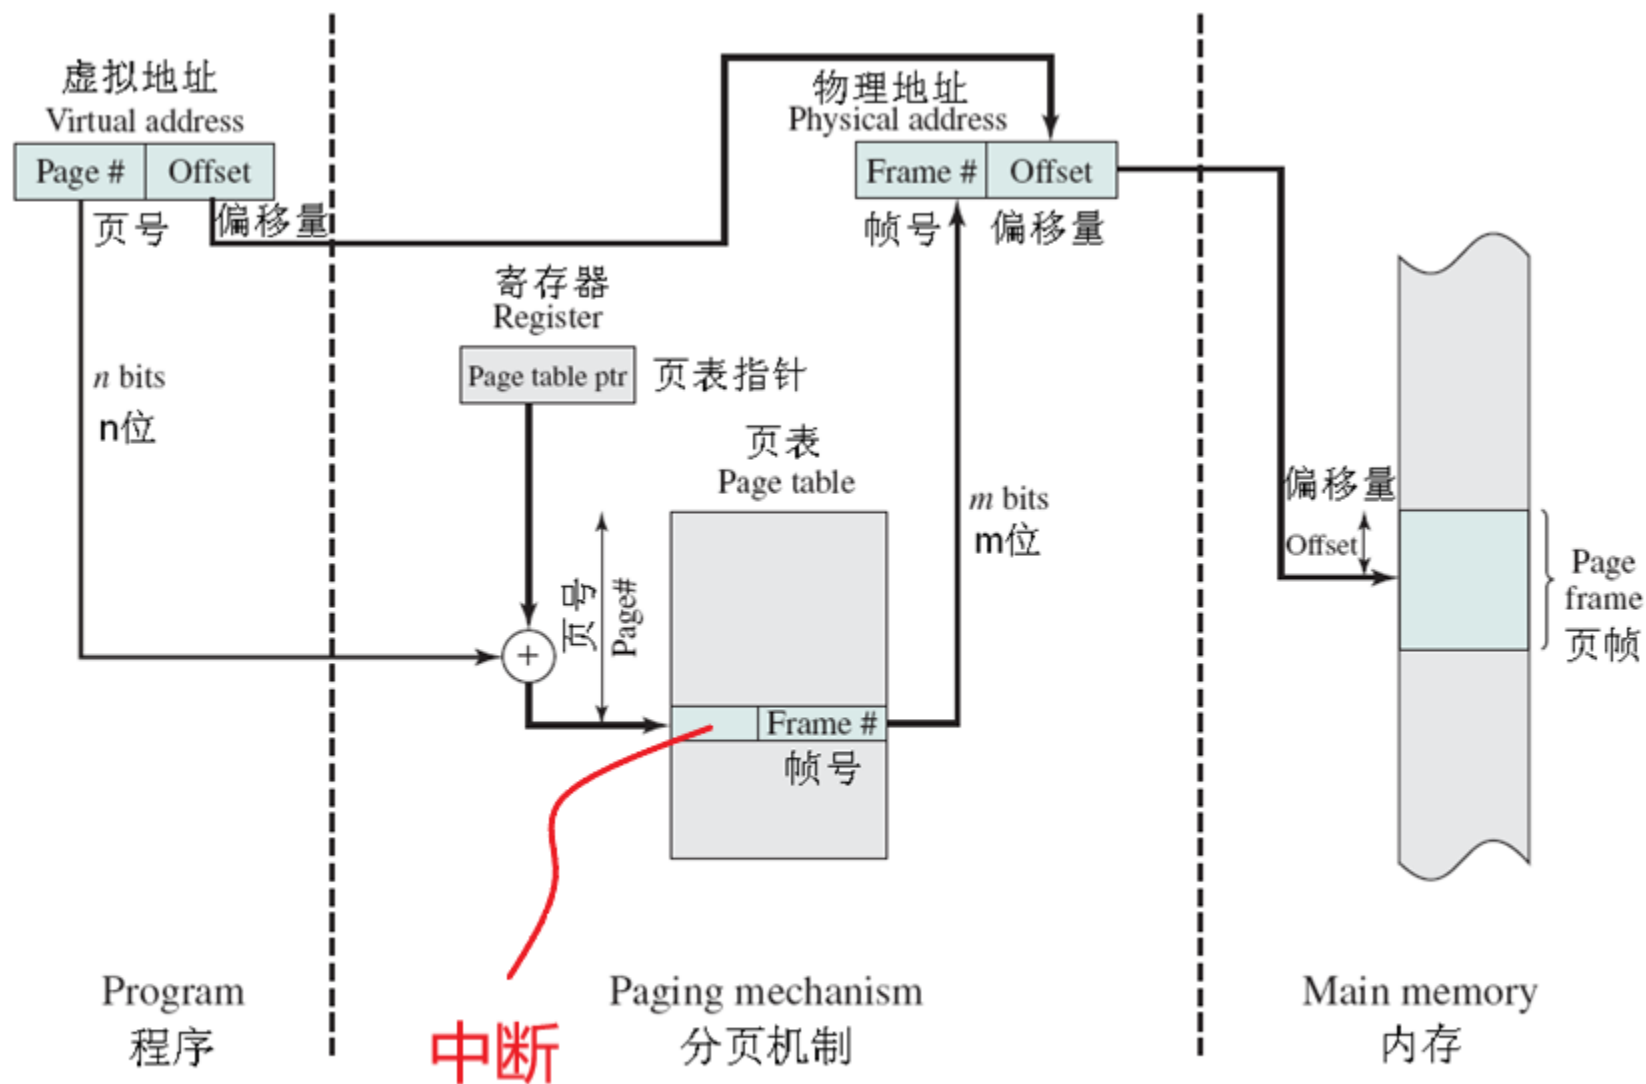 虚拟地址
Virtual address
Page #
Offset
页号
偏移量
n bits
n位
物理地址
Physical address
Frame #
Offset
帧号
偏移量
寄存器
Register
Page table ptr
页表指针
页表
Page table
页号
Page#
Frame #
帧号
m bits
m位
偏移量
Offset
Page
frame
页帧
+
中断
Program
程序
Paging mechanism
分页机制
Main memory
内存